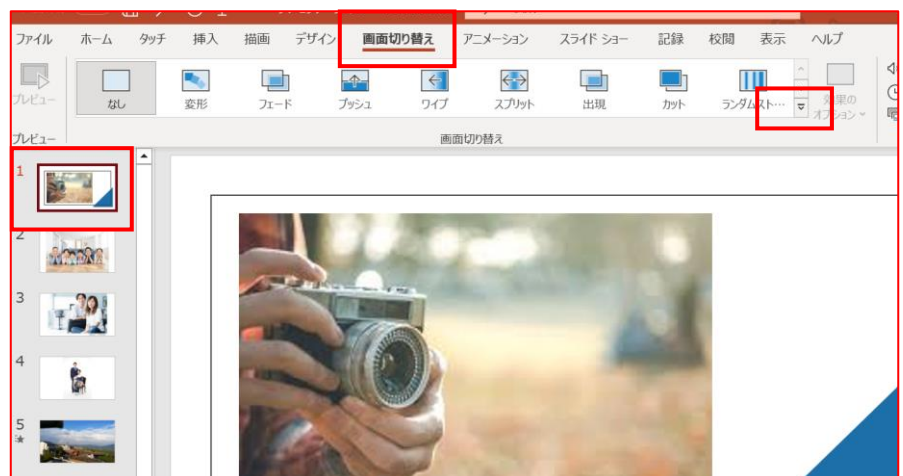 ファイル ホーム タッチ 挿入 描画 デザイン 画面切り替え アニメーション スライド ショー 記録 校閲 表示 ヘルプ
プレビュー なし 変形 フェード プッシュ ワイプ スプリット 出現 カット ランダムスト… 効果の
オプション
プレビュー 画面切り替え
1
2
3
4
5